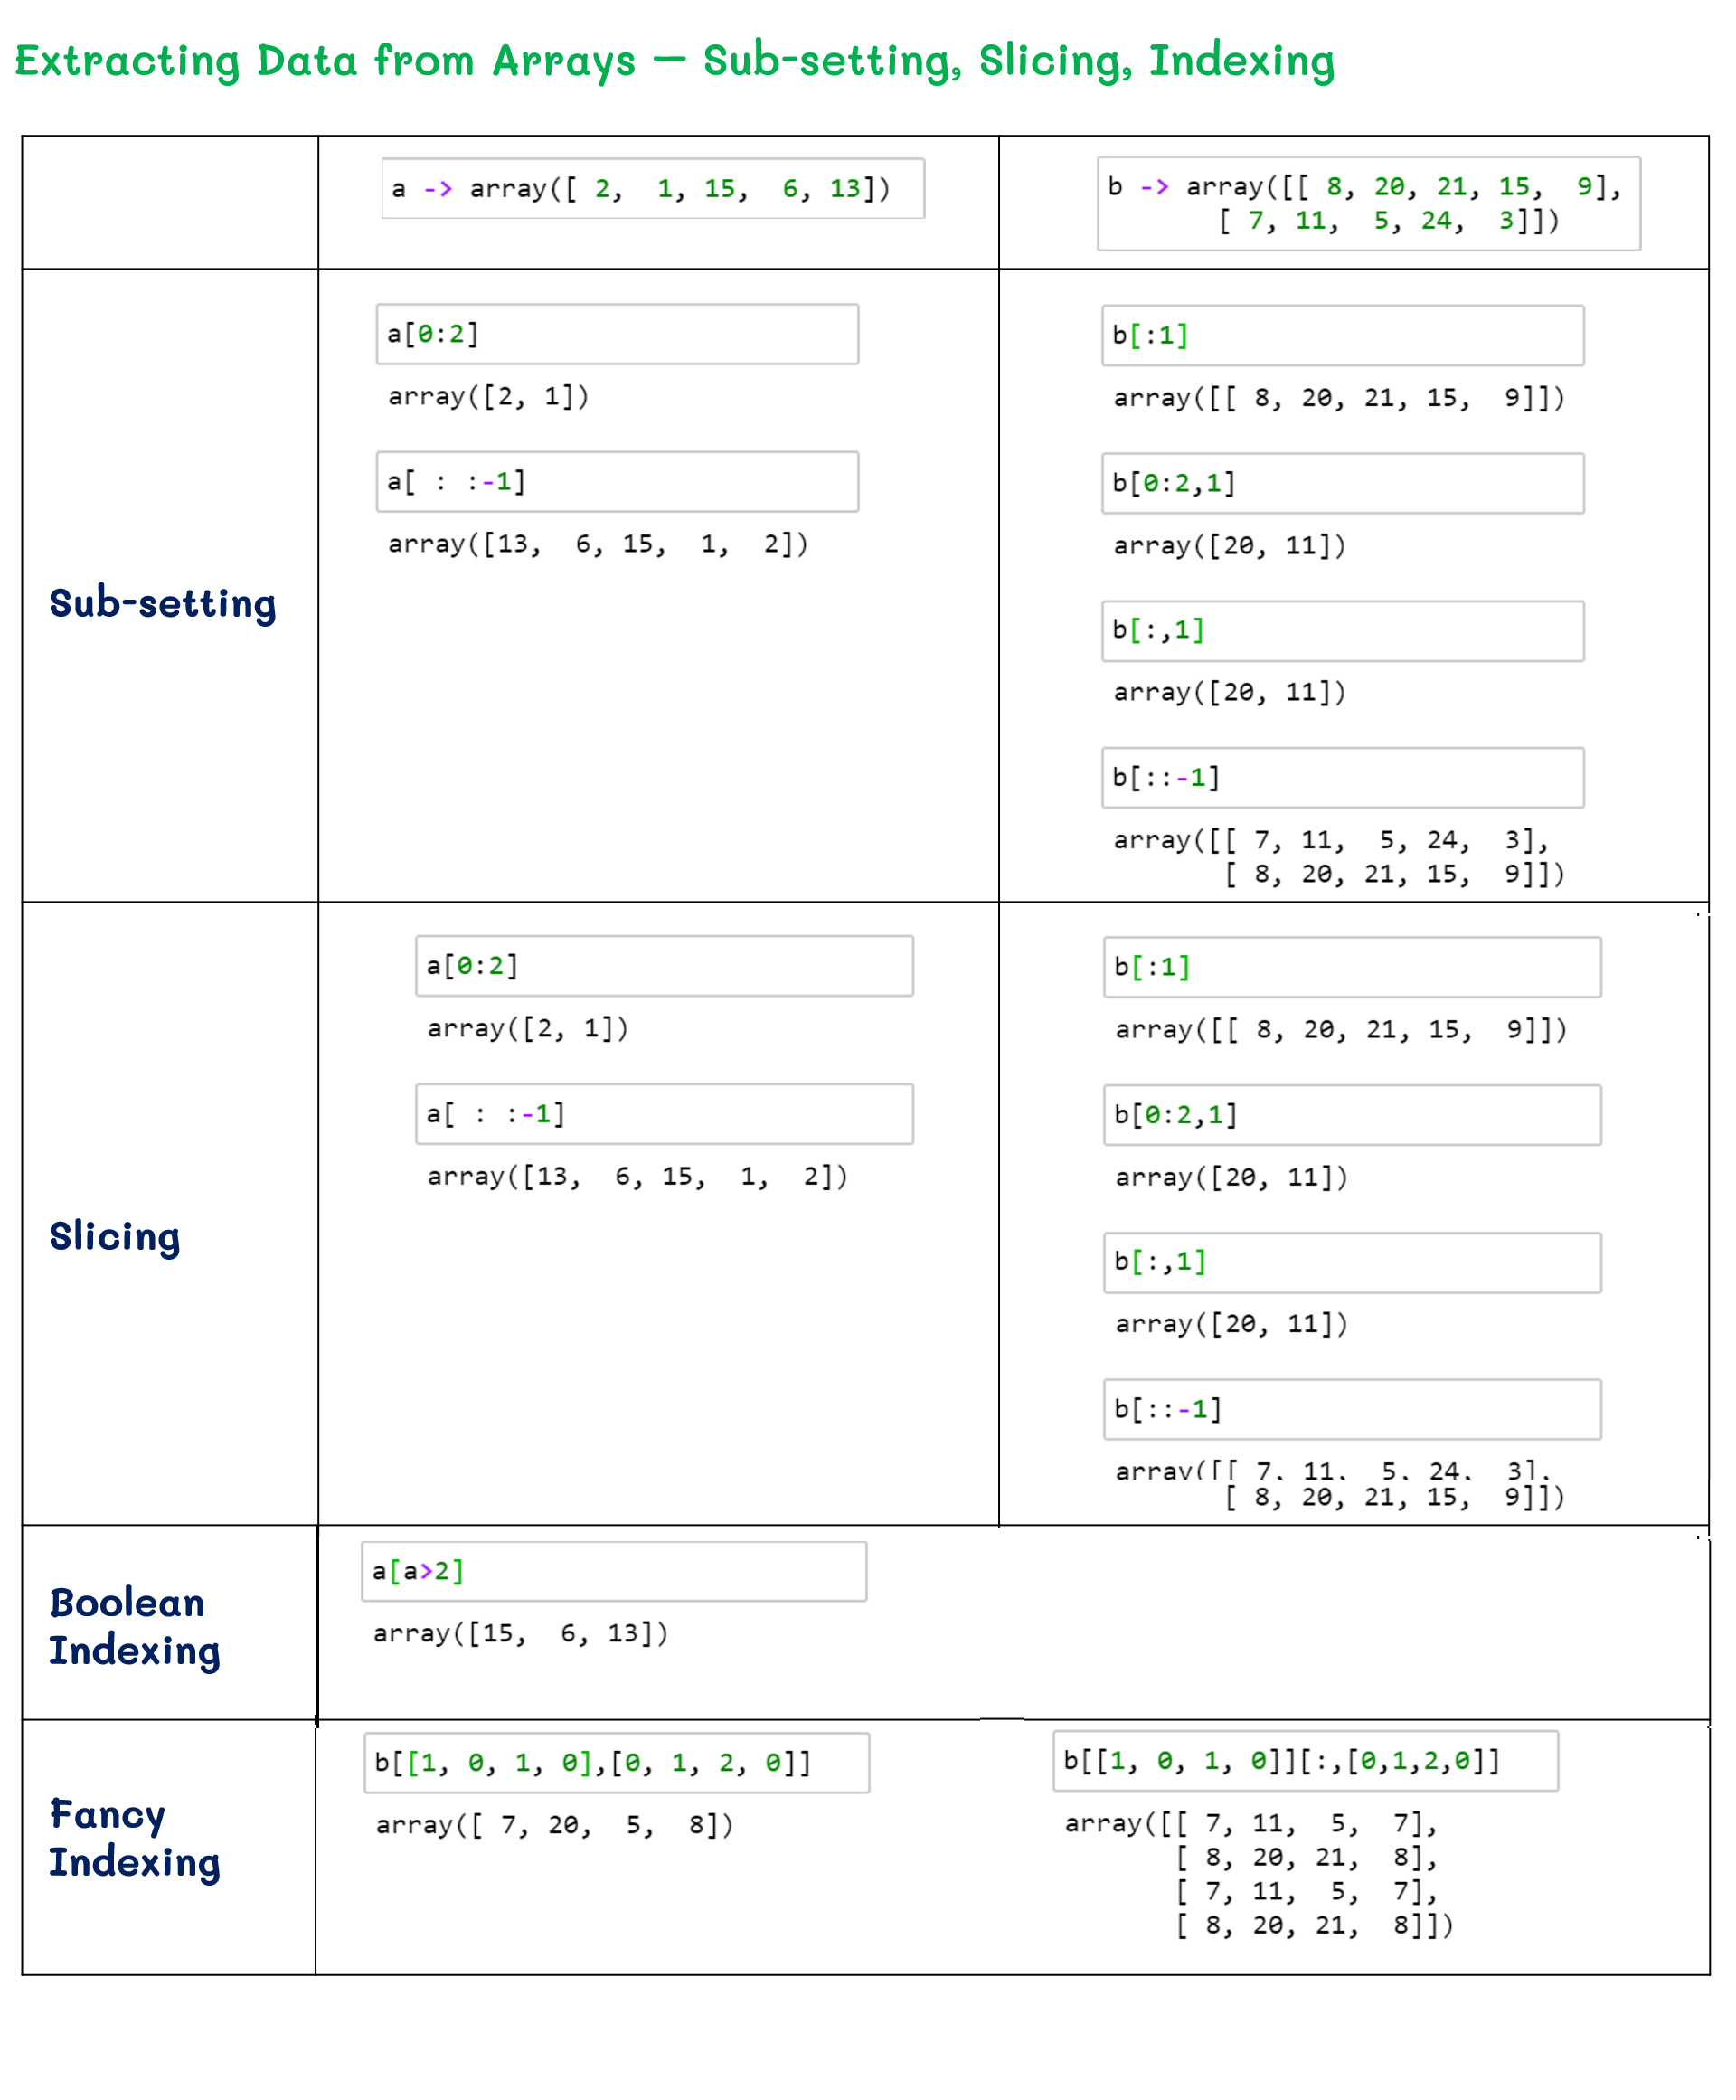 Extracting Data from Arrays – Sub-setting, Slicing, Indexing
a -> array([ 2,  1, 15,  6, 13])
b -> array([[ 8, 20, 21, 15,  9],
[ 7, 11,  5, 24,  3]])
Sub-setting
a[0:2]
array([2, 1])
a[ : :-1]
array([13,  6, 15,  1,  2])
b[:1]
array([[ 8, 20, 21, 15,  9]])
b[0:2,1]
array([20, 11])
b[:,1]
array([20, 11])
b[::-1]
array([[ 7, 11,  5, 24,  3],
[ 8, 20, 21, 15,  9]])
Slicing
a[0:2]
array([2, 1])
a[ : :-1]
array([13,  6, 15,  1,  2])
b[:1]
array([[ 8, 20, 21, 15,  9]])
b[0:2,1]
array([20, 11])
b[:,1]
array([20, 11])
b[::-1]
array([[ 7, 11,  5, 24,  3],
[ 8, 20, 21, 15,  9]])
Boolean
Indexing
a[a>2]
array([15,  6, 13])
Fancy
Indexing
b[[1, 0, 1, 0],[0, 1, 2, 0]]
array([ 7, 20,  5,  8])
b[[1, 0, 1, 0]][:,[0,1,2,0]]
array([[ 7, 11,  5,  7],
[ 8, 20, 21,  8],
[ 7, 11,  5,  7],
[ 8, 20, 21,  8]])